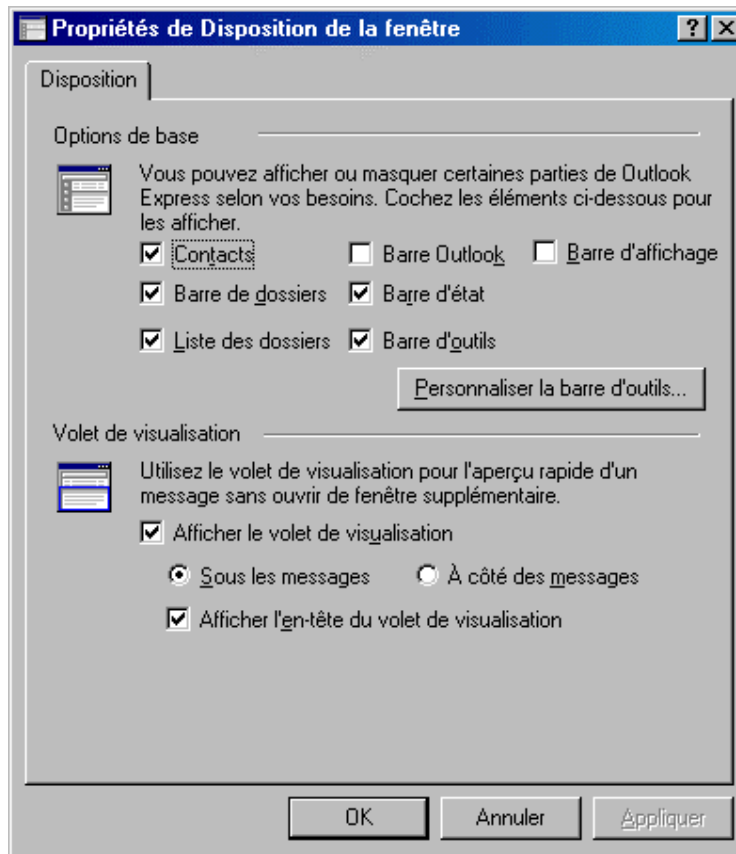 Propriétés de Disposition de la fenêtre
Disposition
Options de base
Vous pouvez afficher ou masquer certaines parties de Outlook
Express selon vos besoins. Cochez les éléments ci-dessous pour
les afficher.
Contacts Barre Outlook Barre d'affichage
Barre de dossiers Barre d'état
Liste des dossiers Barre d'outils
Personnaliser la barre d'outils...
Volet de visualisation
Utilisez le volet de visualisation pour l'aperçu rapide d'un
message sans ouvrir de fenêtre supplémentaire.
Afficher le volet de visualisation
Sous les messages À côté des messages
Afficher l'en-tête du volet de visualisation
OK Annuler Appliquer